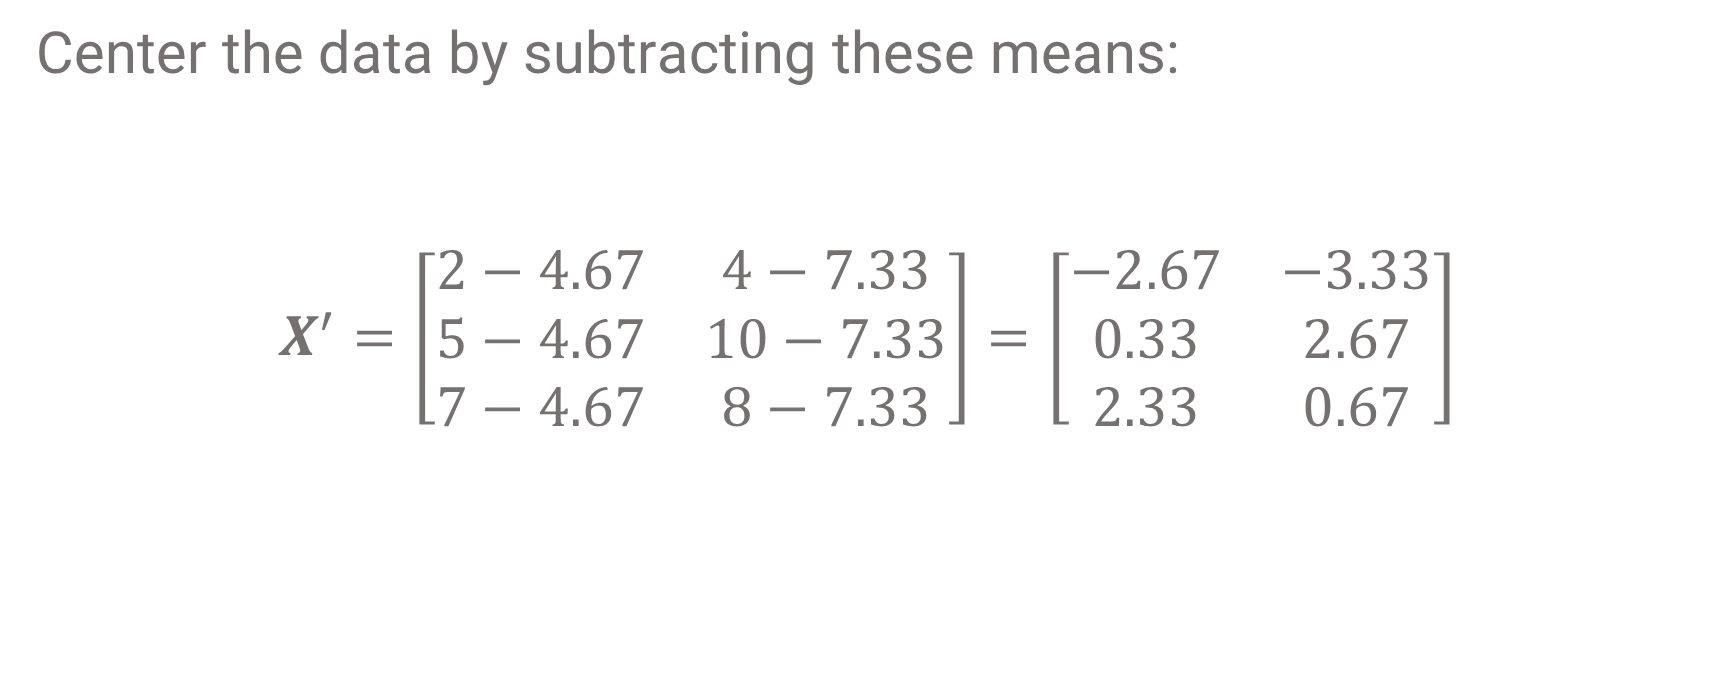 Center the data by subtracting these means:
X′ = [2 − 4.67 4 − 7.33 5 − 4.67 10 − 7.33 7 − 4.67 8 − 7.33] = [−2.67 −3.33 0.33 2.67 2.33 0.67]